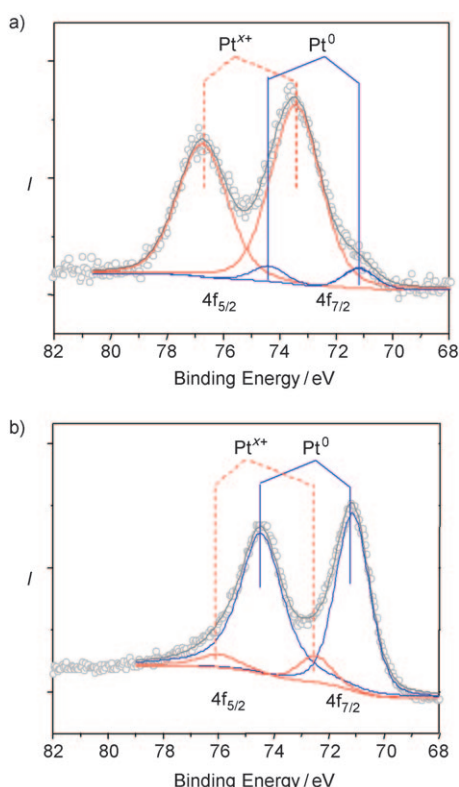 a)
Pt^x+ Pt^0
I
4f5/2 4f7/2
82 80 78 76 74 72 70 68
Binding Energy / eV
b)
Pt^x+ Pt^0
I
4f5/2 4f7/2
82 80 78 76 74 72 70 68
Binding Energy / eV